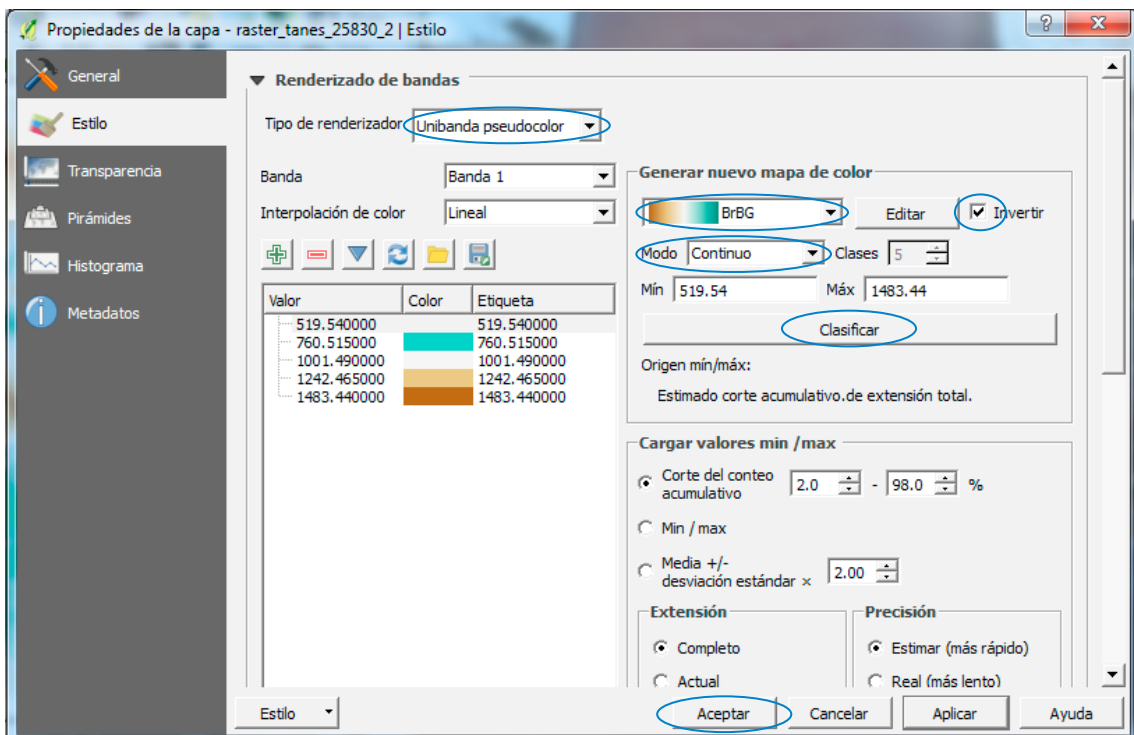 Propiedades de la capa - raster_tanes_25830_2 | Estilo
General
Estilo
Transparencia
Pirámides
Histograma
Metadatos
Renderizado de bandas
Tipo de renderizador Unibanda pseudocolor
Banda Banda 1
Interpolación de color Lineal
Valor Color Etiqueta
519.540000 519.540000
760.515000 760.515000
1001.490000 1001.490000
1242.465000 1242.465000
1483.440000 1483.440000
Generar nuevo mapa de color
BrBG Editar Invertir
Modo Continuo Clases 5
Mín 519.54 Máx 1483.44
Clasificar
Origen mín/máx:
Estimado corte acumulativo.de extensión total.
Cargar valores min /max
Corte del conteo
acumulativo 2.0 - 98.0 %
Min / max
Media +/-
desviación estándar × 2.00
Extensión
Completo
Actual
Precisión
Estimar (más rápido)
Real (más lento)
Estilo Aceptar Cancelar Aplicar Ayuda